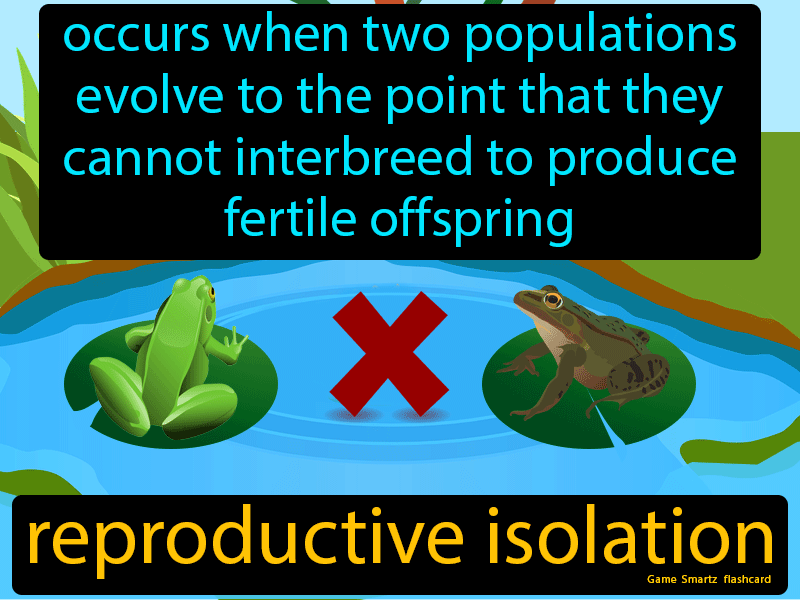 occurs when two populations
evolve to the point that they
cannot interbreed to produce
fertile offspring
reproductive isolation
Game Smartz flashcard